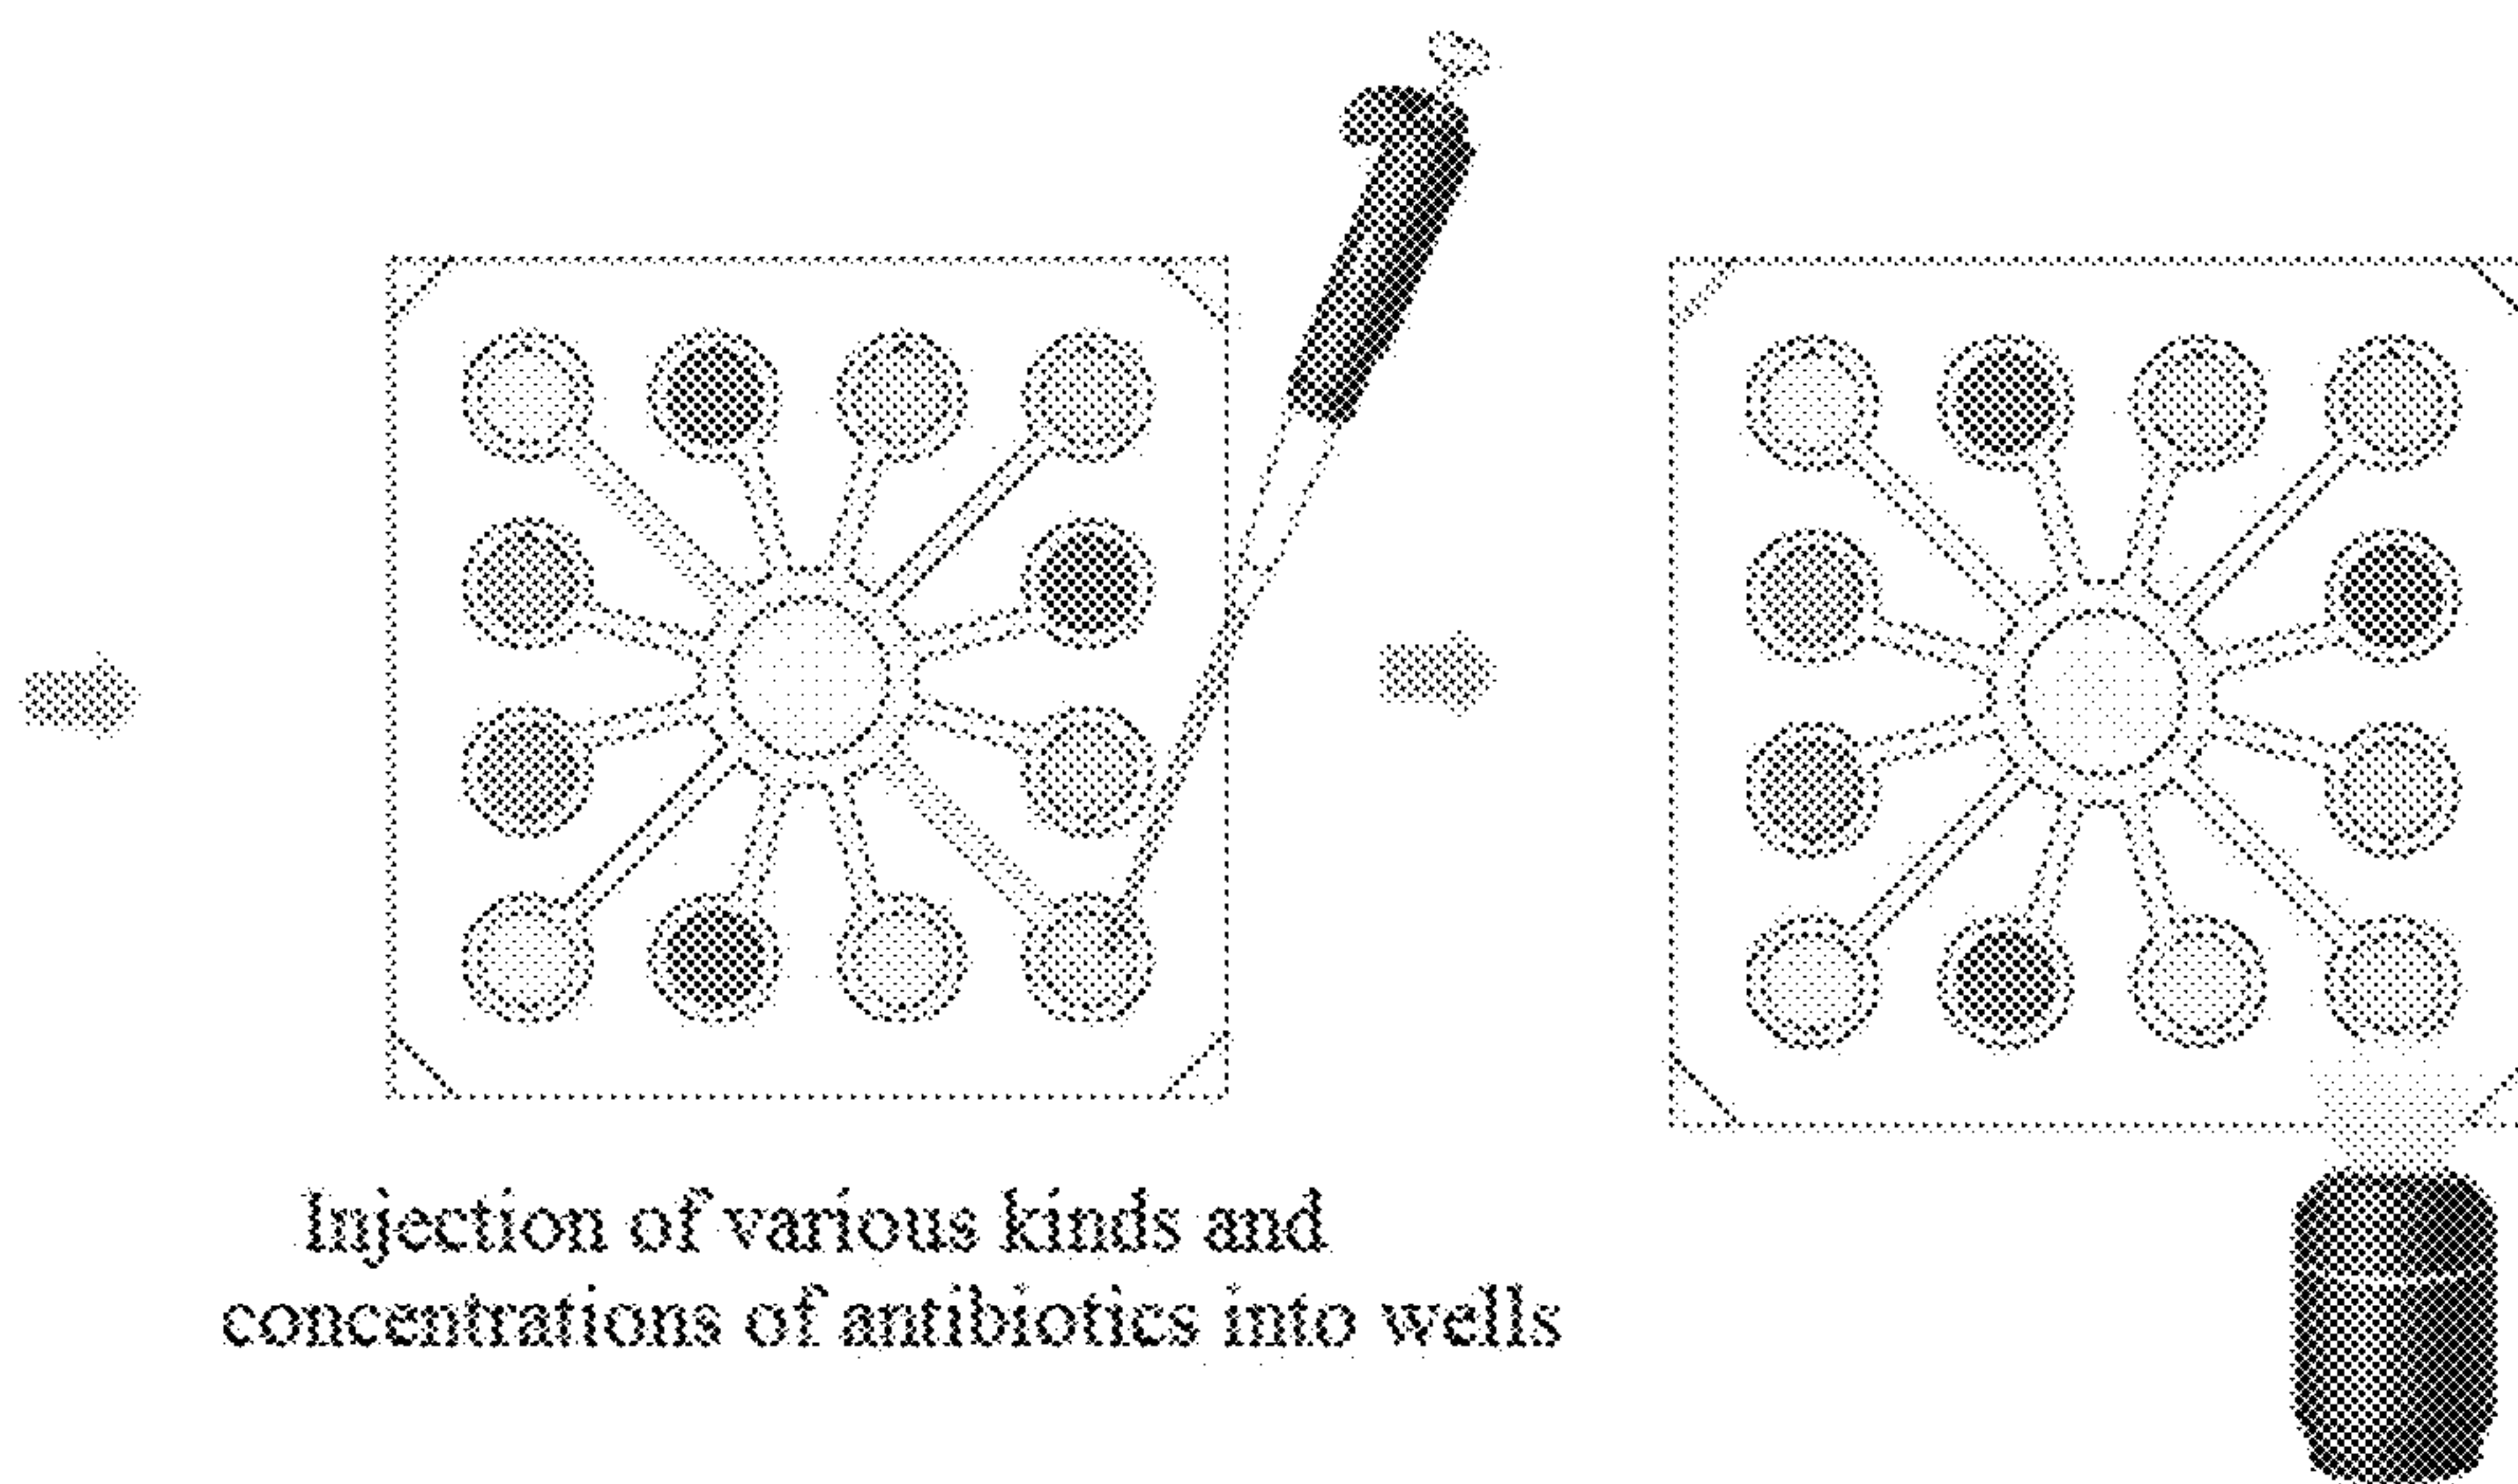 Injection of various kinds and
concentrations of antibiotics into wells